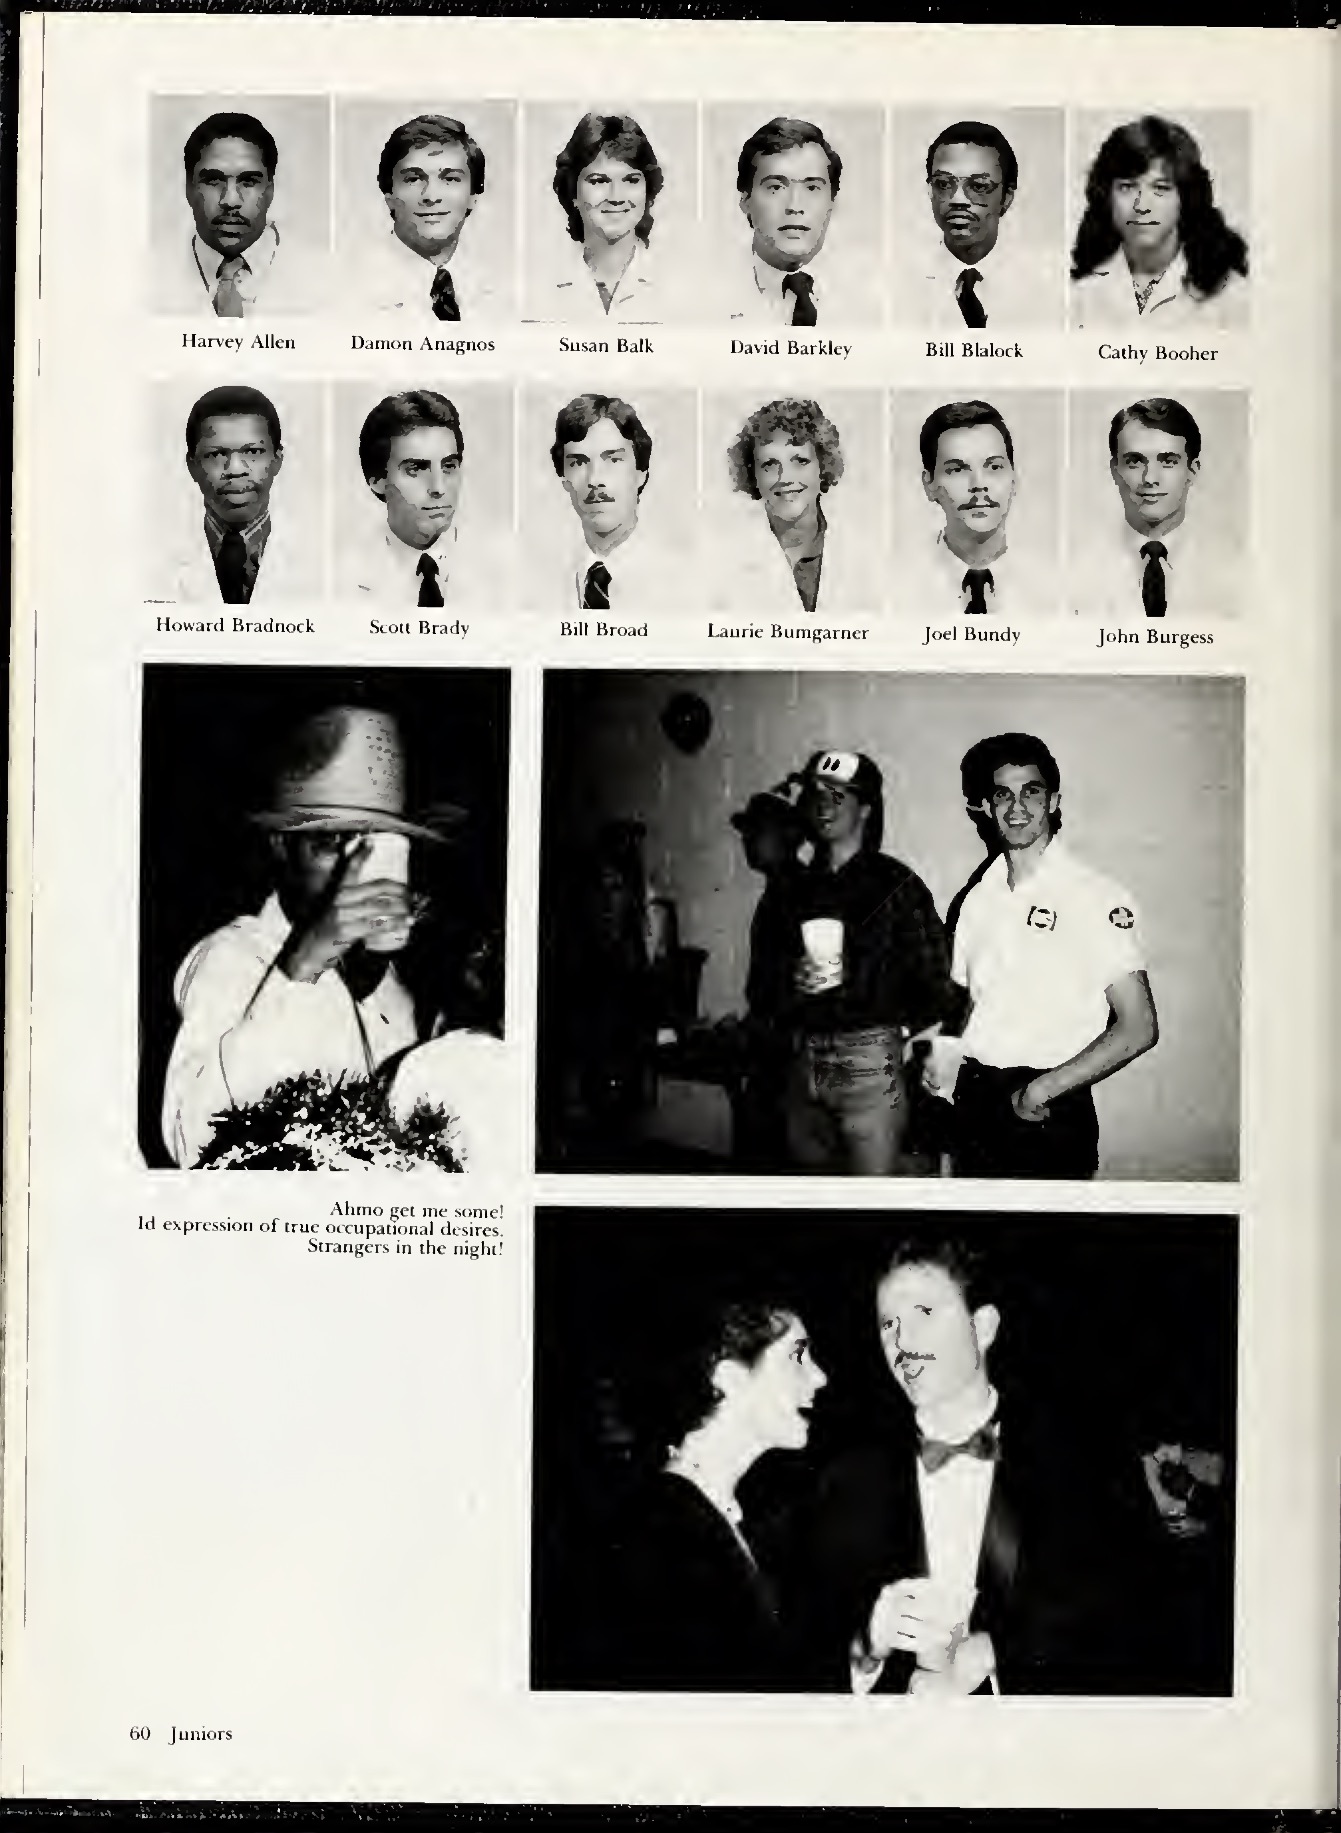 Harvey Allen
Damon Anagnos
Susan Balk
David Barkley
Bill Blalock
Cathy Booher
Howard Bradnock
Scott Brady
Bill Broad
Laurie Bumgarner
Joel Bundy
John Burgess
Ahmo get me some!
Id expression of true occupational desires.
Strangers in the night!
60 Juniors